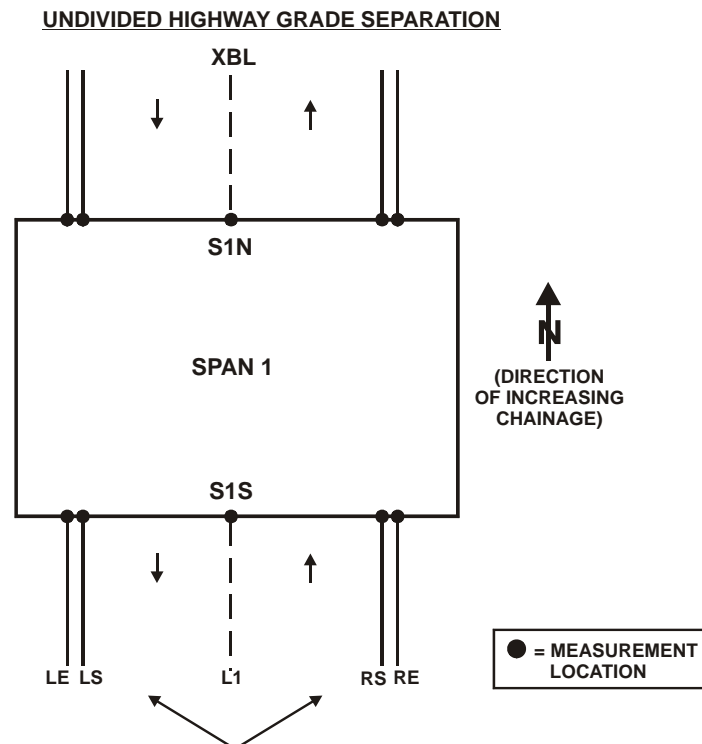 UNDIVIDED HIGHWAY GRADE SEPARATION
XBL
S1N
SPAN 1
N
(DIRECTION
OF INCREASING
CHAINAGE)
S1S
LE LS L1 RS RE
= MEASUREMENT
LOCATION